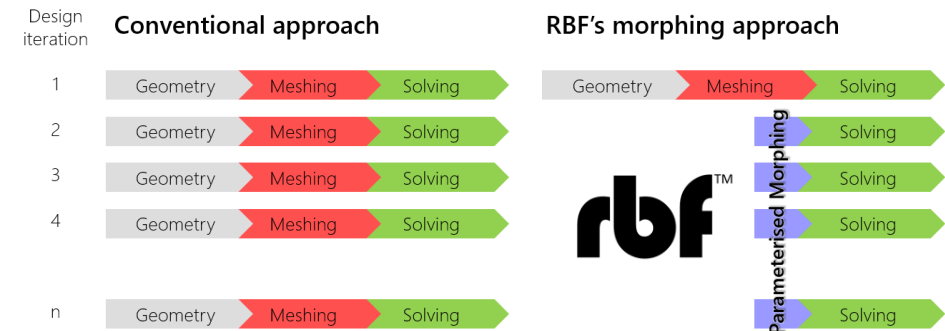 Design
iteration
Conventional approach
RBF's morphing approach
1
Geometry
Meshing
Solving
Geometry
Meshing
Solving
2
Geometry
Meshing
Solving
Solving
3
Geometry
Meshing
Solving
Solving
4
Geometry
Meshing
Solving
Solving
n
Geometry
Meshing
Solving
Solving
Parameterised Morphing
rbf™